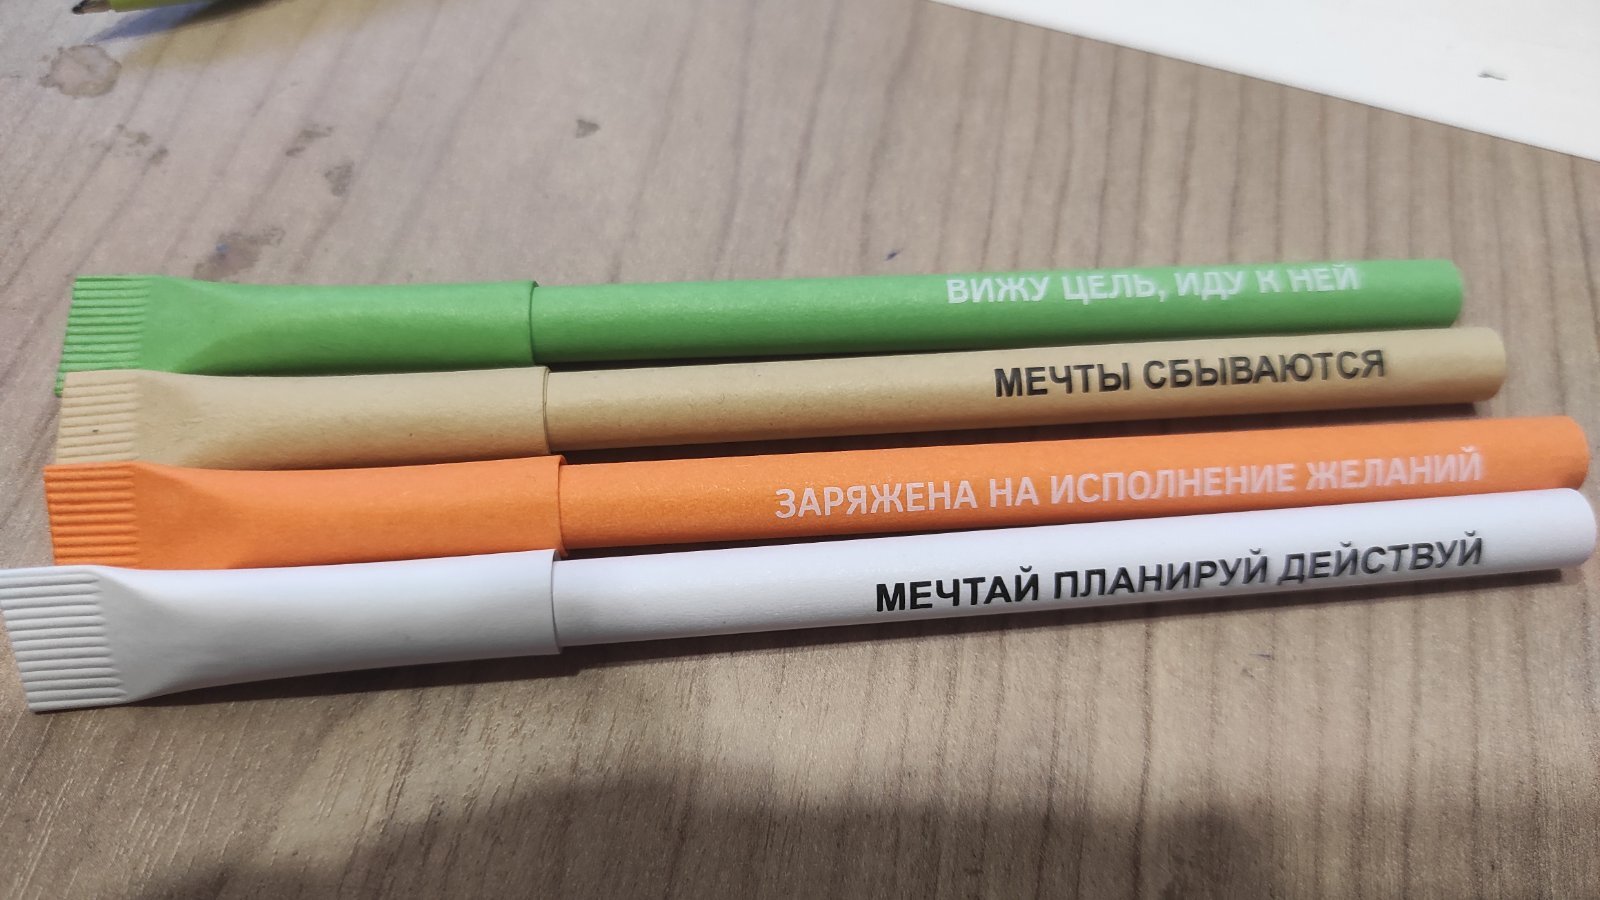 ВИЖУ ЦЕЛЬ, ИДУ К НЕЙ
МЕЧТЫ СБЫВАЮТСЯ
ЗАРЯЖЕНА НА ИСПОЛНЕНИЕ ЖЕЛАНИЙ
МЕЧТАЙ ПЛАНИРУЙ ДЕЙСТВУЙ